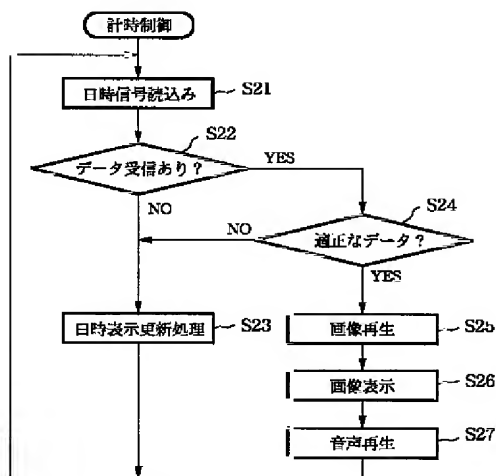 計時制御
日時信号読込み
S21
S22
データ受信あり？
YES
NO
S24
適正なデータ？
NO
YES
日時表示更新処理
S23
画像再生
S25
画像表示
S26
音声再生
S27